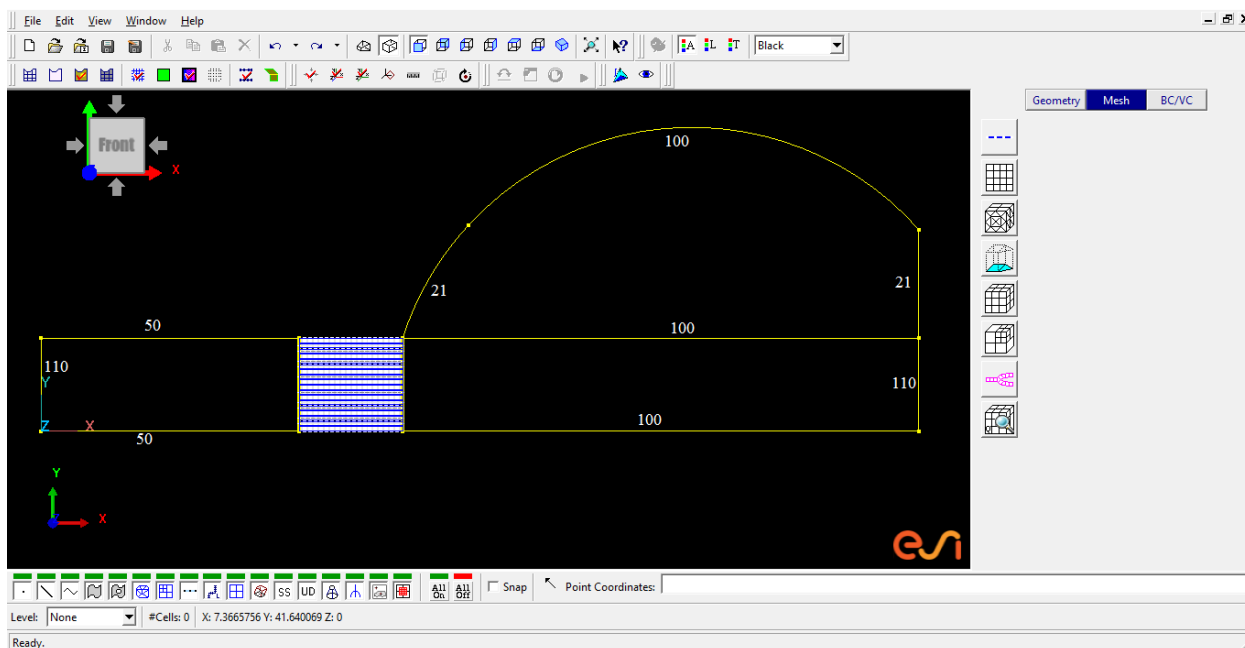 File Edit View Window Help
A L T Black
Geometry Mesh BC/VC
Front
X
100
21
21
50
100
110
110
Y
Z X
50
100
Y
X
esi
SS UD All On All Off Snap Point Coordinates:
Level: None #Cells: 0 X: 7.3665756 Y: 41.640069 Z: 0
Ready.